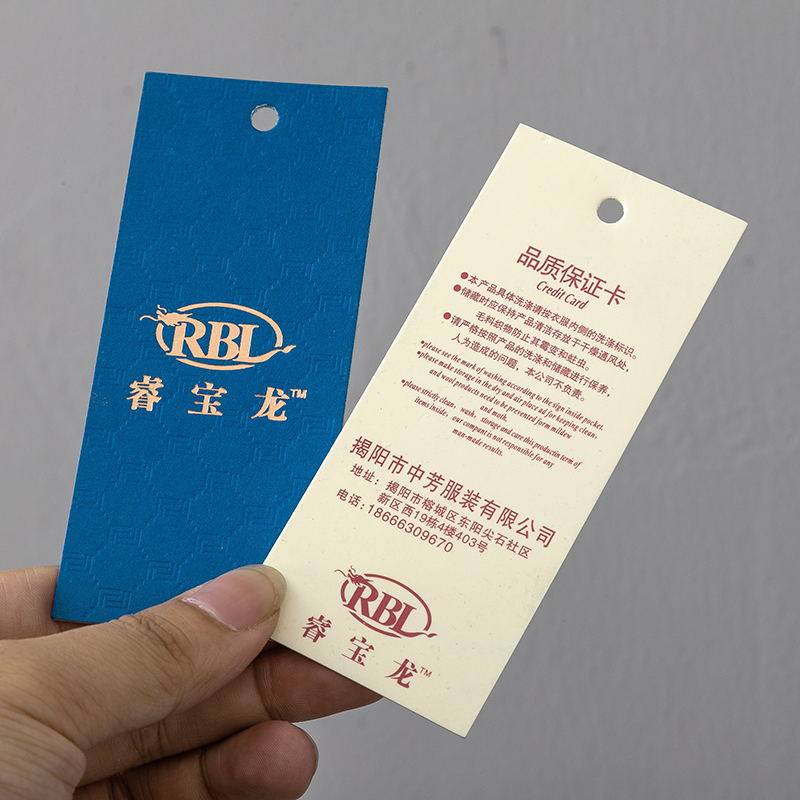 RBL
睿宝龙™
品质保证卡
Credit Card
●本产品具体洗涤请按衣服内侧的洗涤标识。
●储藏时应保持产品清洁存放干干燥通风处,
毛料织物防止其霉变和蛀虫。
●请严格按照产品的洗涤和储藏进行保养,
人为造成的问题,本公司不负责。
•please see the mark of washing according to the sign inside pocket.
•please make storage in the dry and air place ad for keeping clean,
and wool products need to be prevented form mildew
and moth.
•please strictly clean, wash, storage and care this productin term of
items inside, our compant is not responsible for any
man-made results.
揭阳市中芳服装有限公司
地址:揭阳市榕城区东阳尖石社区
新区西19栋4楼403号
电话:18666309670
RBL
睿宝龙™